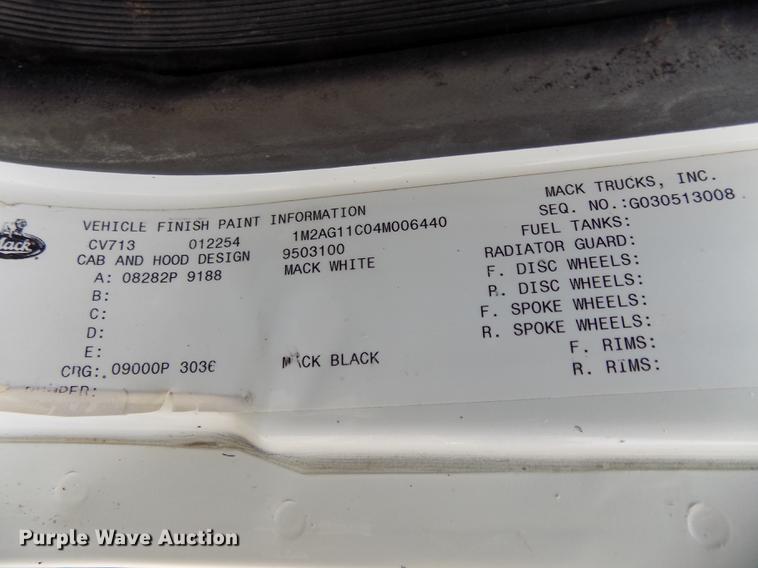 MACK TRUCKS, INC.
VEHICLE FINISH PAINT INFORMATION SEQ. NO.:G030513008
CV713 012254 1M2AG11C04M006440 FUEL TANKS:
CAB AND HOOD DESIGN 9503100 RADIATOR GUARD:
A: 08282P 9188 MACK WHITE F. DISC WHEELS:
B: R. DISC WHEELS:
C: F. SPOKE WHEELS:
D: R. SPOKE WHEELS:
E: F. RIMS:
CRG:. 09000P 3036 MACK BLACK R. RIMS:
Mack
Purple Wave Auction